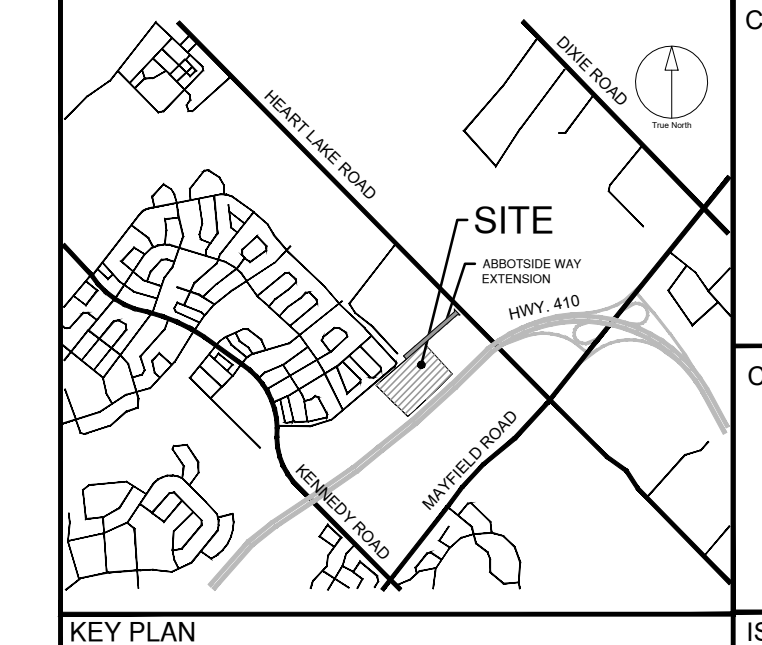 C
DIXIE ROAD
HEART LAKE ROAD
True North
SITE
ABBOTSIDE WAY
EXTENSION
HWY. 410
C
MAYFIELD ROAD
KENNEDY ROAD
KEY PLAN
IS